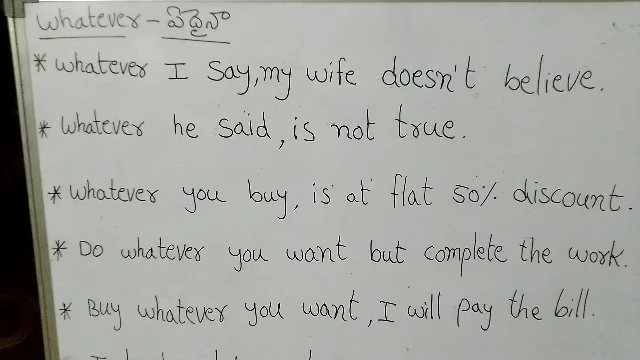 Whatever - ఏదైనా
* Whatever I say, my wife doesn't believe.
* Whatever he said, is not true.
* Whatever you buy, is at flat 50% discount.
* Do whatever you want but complete the work.
* Buy whatever you want, I will pay the bill.